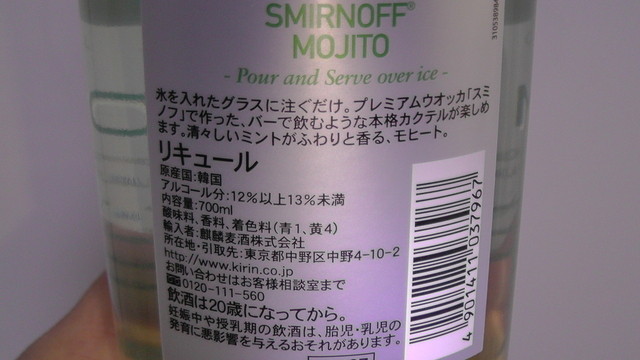 SMIRNOFF®
MOJITO
- Pour and Serve over ice -
氷を入れたグラスに注ぐだけ。プレミアムウオッカ「スミ
ノフ」で作った、バーで飲むような本格カクテルが楽しめ
ます。清々しいミントがふわりと香る、モヒート。
リキュール
原産国:韓国
アルコール分:12%以上13%未満
内容量:700ml
酸味料、香料、着色料(青1、黄4)
輸入者:麒麟麦酒株式会社
所在地・引取先:東京都中野区中野4-10-2
http://www.kirin.co.jp
お問い合わせはお客様相談室まで
0120-111-560
飲酒は20歳になってから。
妊娠中や授乳期の飲酒は、胎児・乳児の
発育に悪影響を与えるおそれがあります。
4 901411 037967